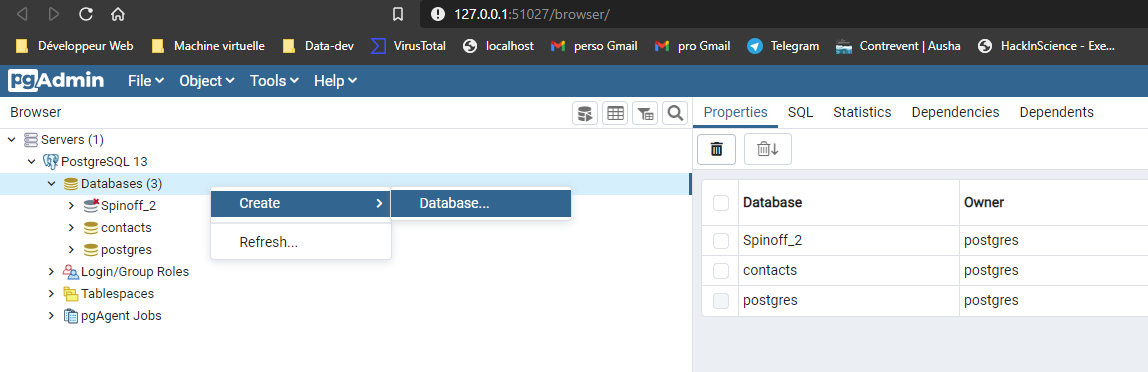 127.0.0.1:51027/browser/
Développeur Web Machine virtuelle Data-dev VirusTotal localhost perso Gmail pro Gmail Telegram Contrevent | Ausha HackInScience - Exe...
pgAdmin File Object Tools Help
Browser
Properties SQL Statistics Dependencies Dependents
Servers (1)
PostgreSQL 13
Databases (3)
Spinoff_2
contacts
postgres
Login/Group Roles
Tablespaces
pgAgent Jobs
Create Database...
Refresh...
Database Owner
Spinoff_2 postgres
contacts postgres
postgres postgres